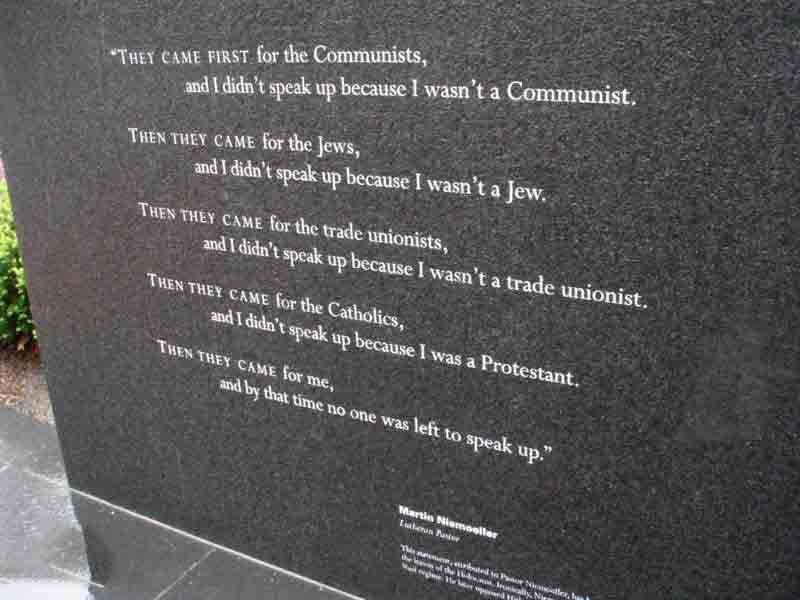 “THEY CAME FIRST for the Communists,
and I didn't speak up because I wasn't a Communist.
THEN THEY CAME for the Jews,
and I didn't speak up because I wasn't a Jew.
THEN THEY CAME for the trade unionists,
and I didn't speak up because I wasn't a trade unionist.
THEN THEY CAME for the Catholics,
and I didn't speak up because I was a Protestant.
THEN THEY CAME for me,
and by that time no one was left to speak up.”
Martin Niemoeller
Lutheran Pastor
This statement, attributed to Pastor Niemoeller, has
the lesson of the Holocaust. Ironically,
Nazi regime. He later opposed